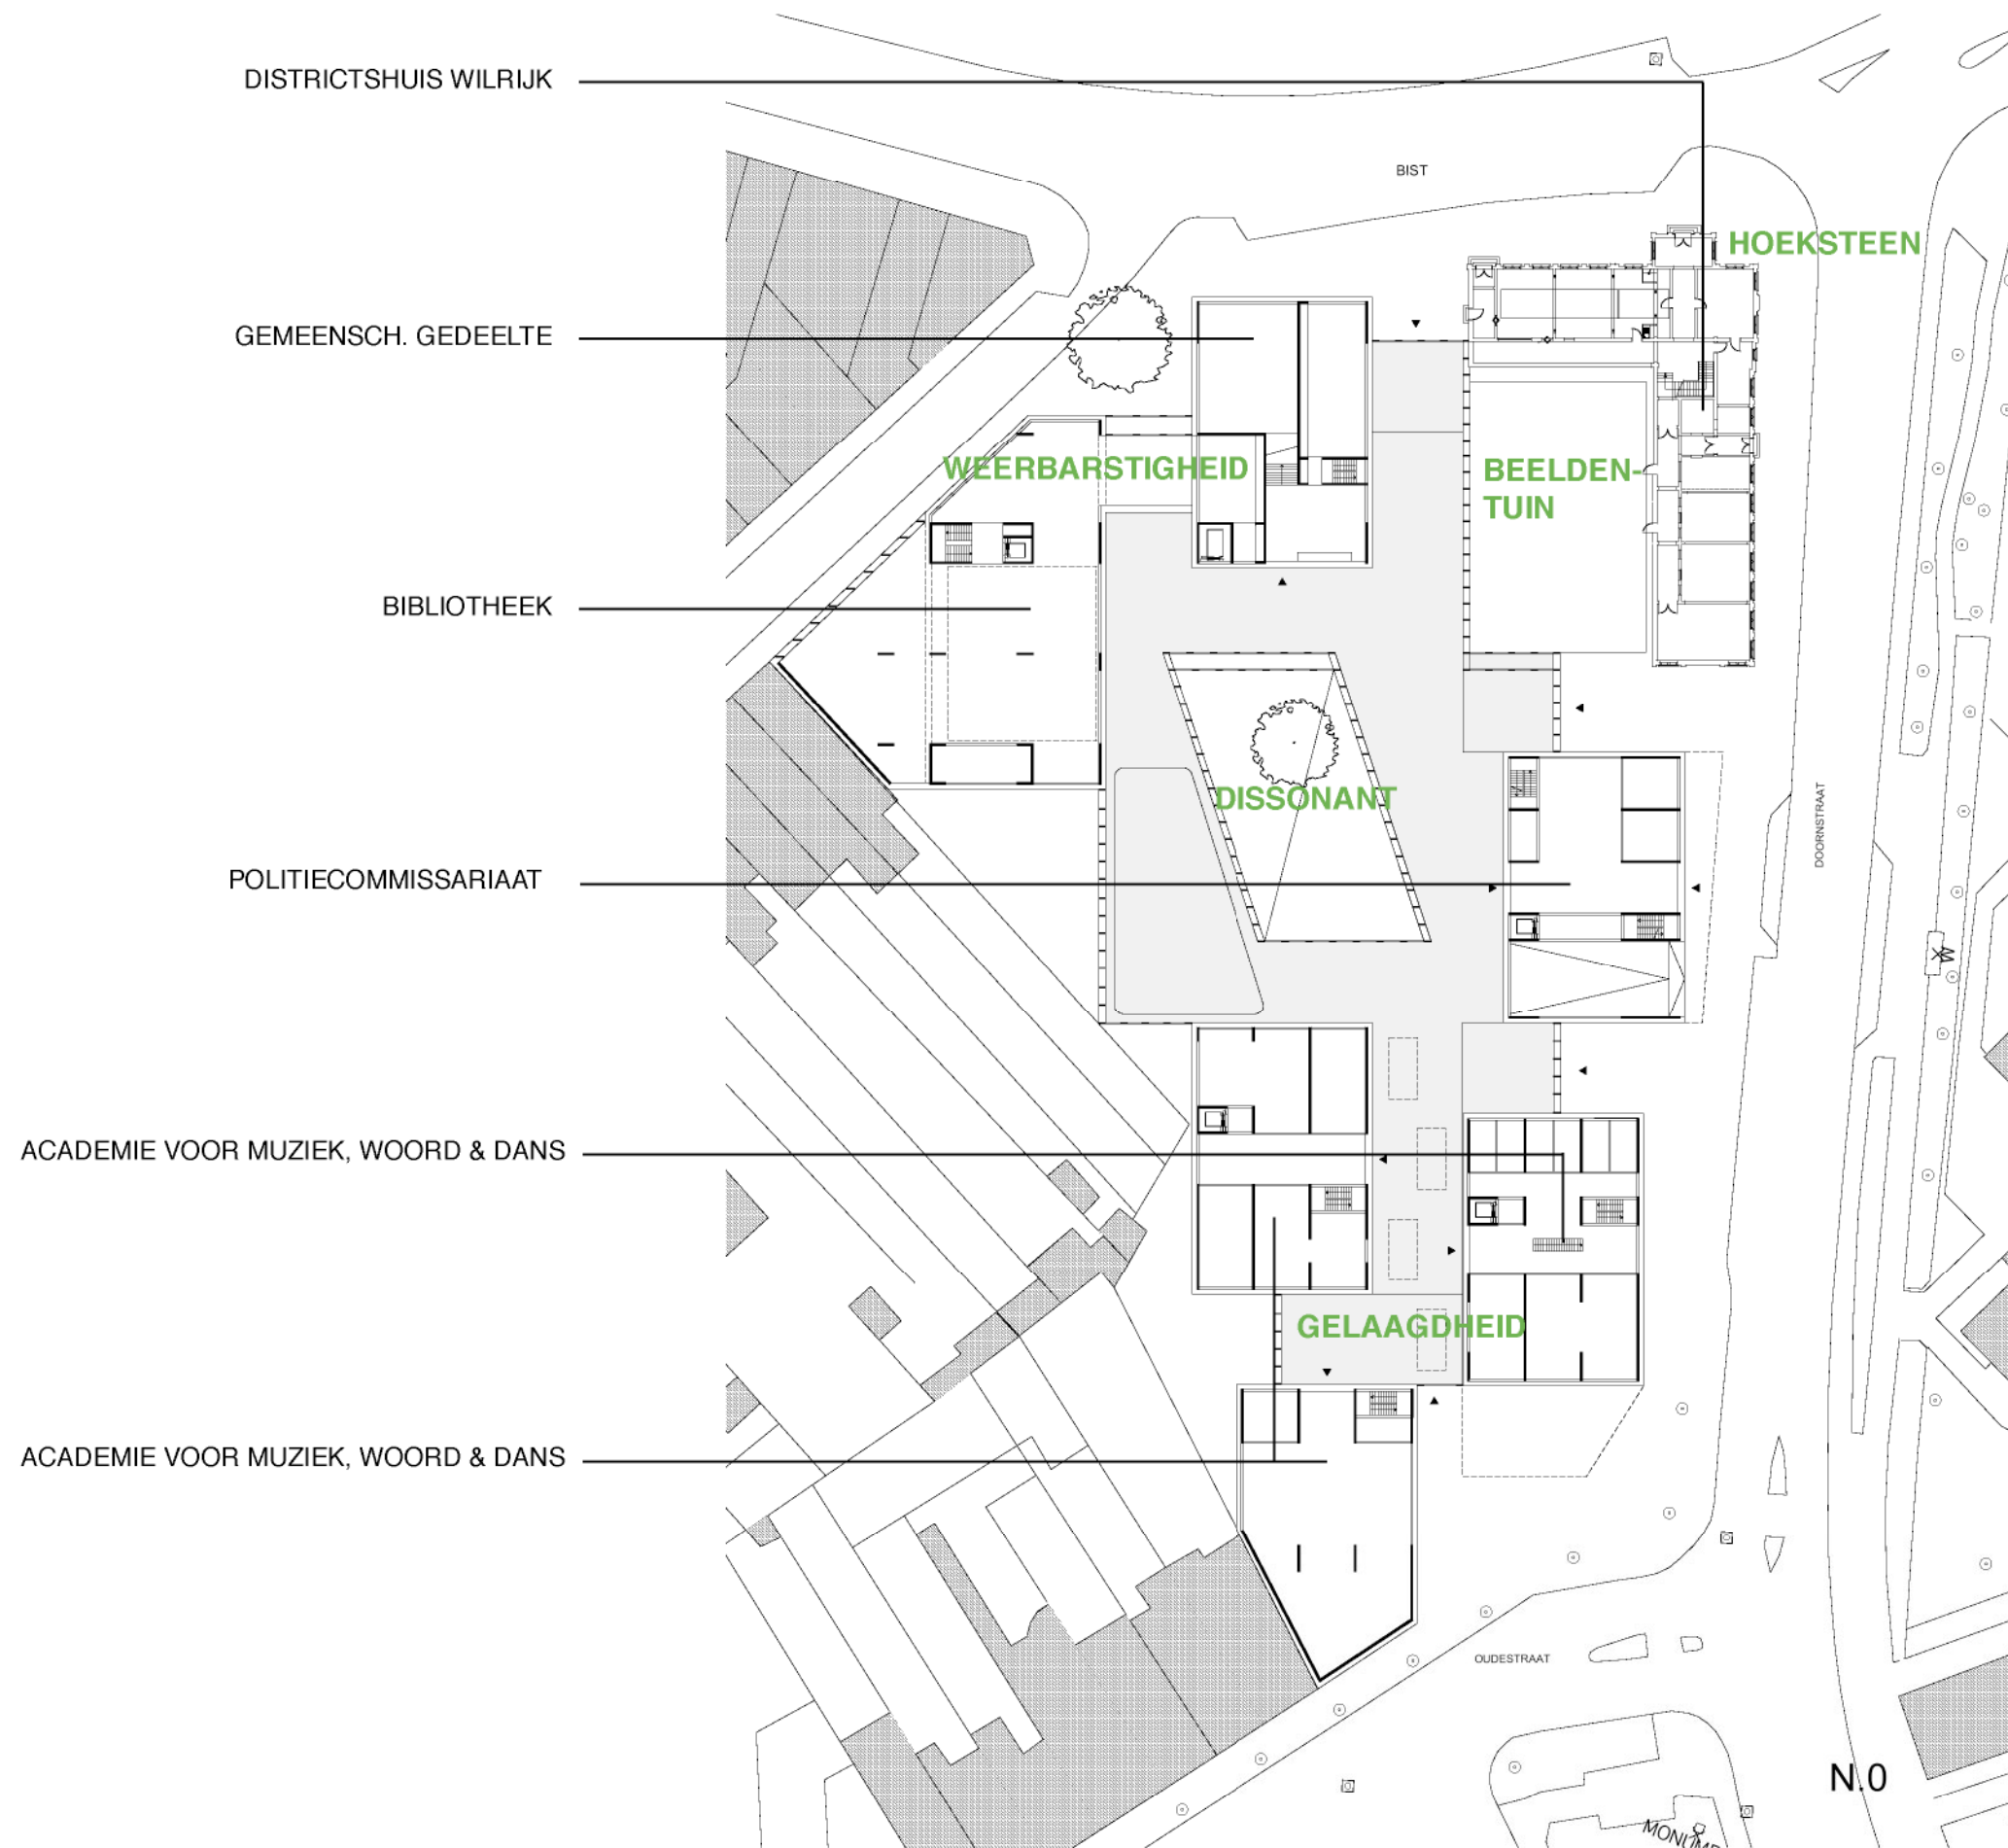 DISTRICTSHUIS WILRIJK
BIST
HOEKSTEEN
GEMEENSCH. GEDEELTE
WEERBARSTIGHEID
BEELDEN-
TUIN
BIBLIOTHEEK
DISSONANT
DOORNSTRAAT
POLITIECOMMISSARIAAT
ACADEMIE VOOR MUZIEK, WOORD & DANS
GELAAGDHEID
ACADEMIE VOOR MUZIEK, WOORD & DANS
OUDESTRAAT
N.0